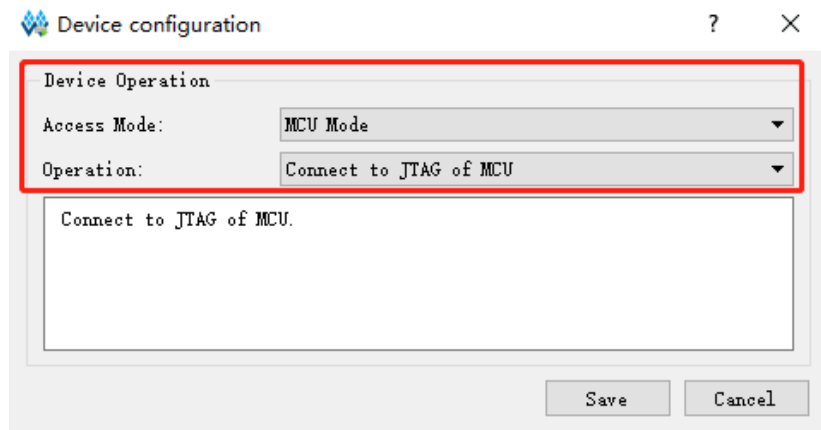 Device configuration
?
Device Operation
Access Mode: MCU Mode
Operation: Connect to JTAG of MCU
Connect to JTAG of MCU.
Save Cancel